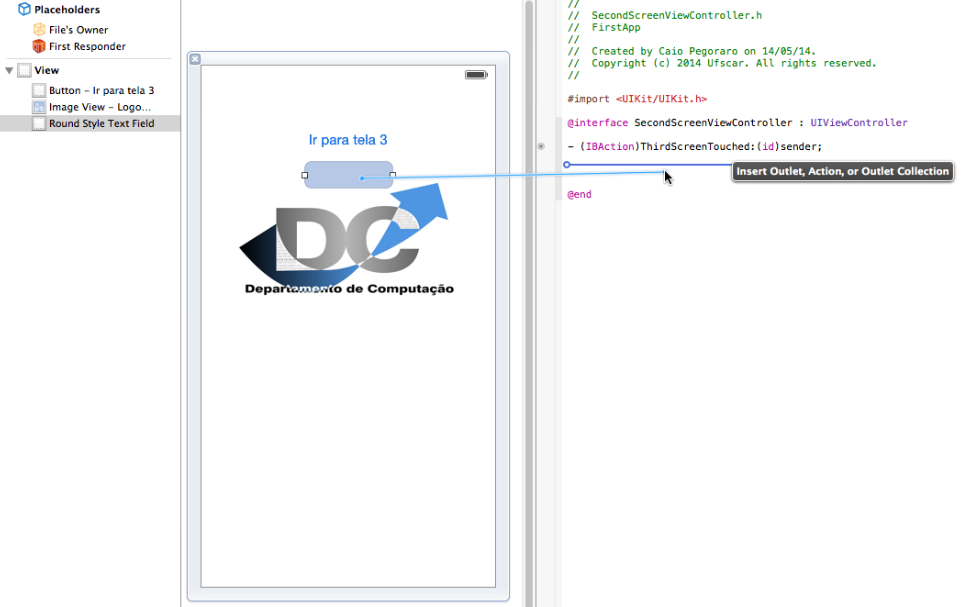 Placeholders
File's Owner
First Responder
View
Button - Ir para tela 3
Image View - Logo...
Round Style Text Field
Ir para tela 3
DC
Departamento de Computação
//
//  SecondScreenViewController.h
//  FirstApp
//
//  Created by Caio Pegoraro on 14/05/14.
//  Copyright (c) 2014 Ufscar. All rights reserved.
//
#import <UIKit/UIKit.h>
@interface SecondScreenViewController : UIViewController
- (IBAction)ThirdScreenTouched:(id)sender;
Insert Outlet, Action, or Outlet Collection
@end